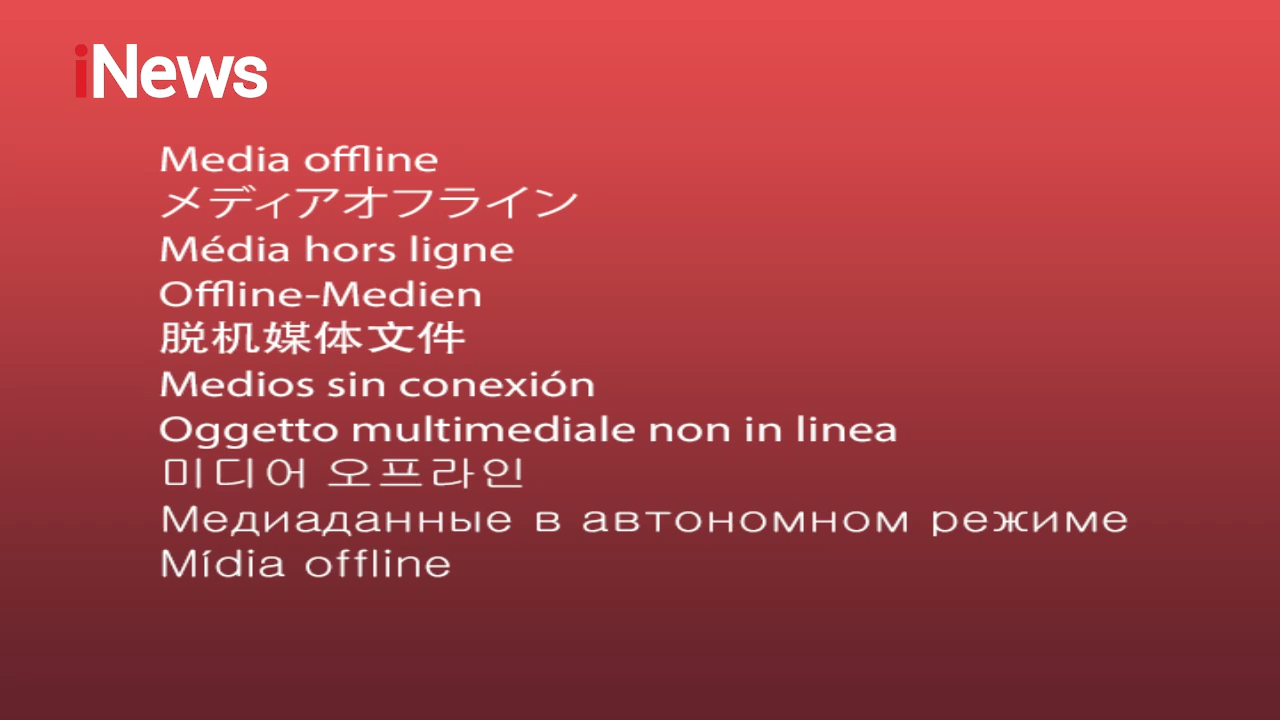 iNews
Media offline
メディアオフライン
Média hors ligne
Offline-Medien
脱机媒体文件
Medios sin conexión
Oggetto multimediale non in linea
미디어 오프라인
Медиаданные в автономном режиме
Mídia offline